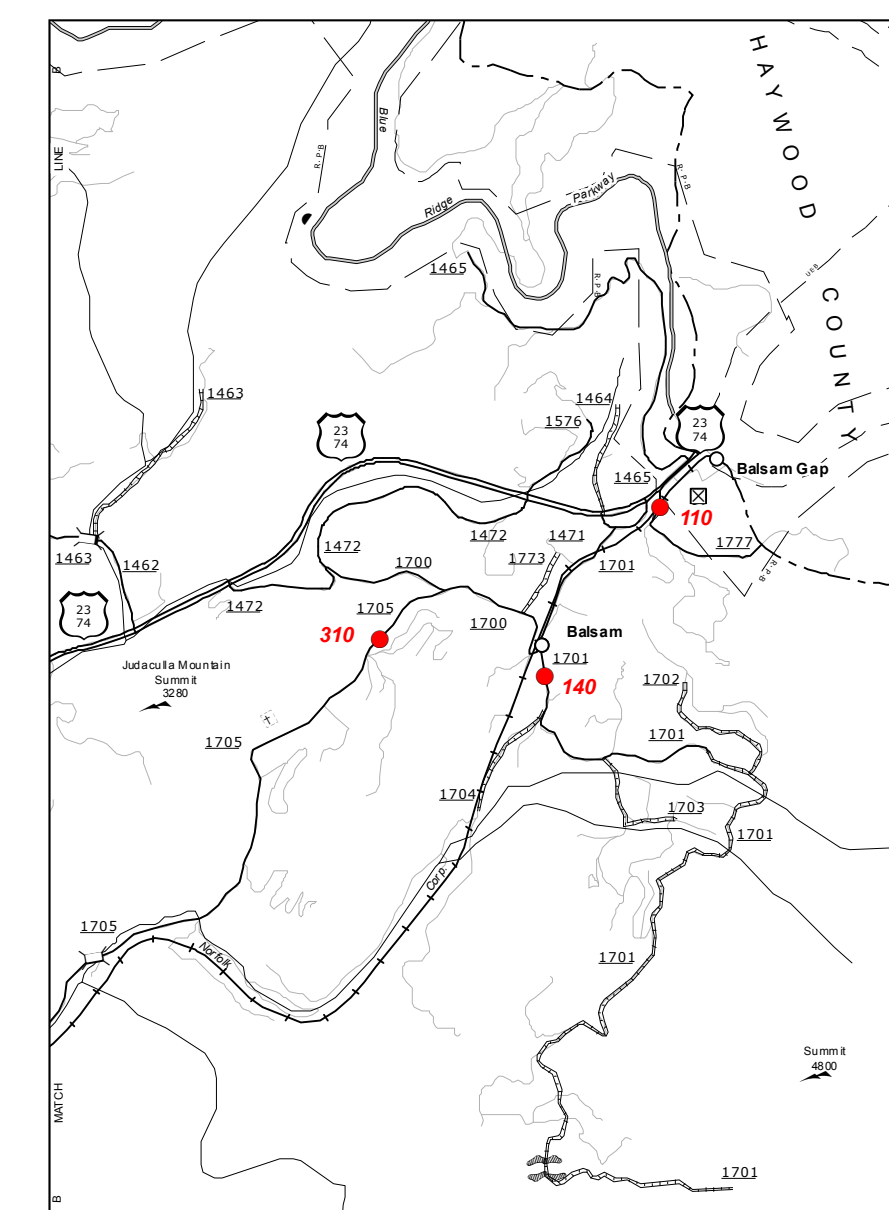 B
LINE
HAYWOOD
COUNTY
Blue
Ridge
Parkway
R-P-B
R-P-B
R-P-B
1465
1463
1464
1576
23
74
23
74
Balsam Gap
1465
110
1777
R-P-B
1463
1462
1472
1472
1471
1773
1700
1701
1472
1705
23
74
310
1700
Balsam
1701
140
1702
Judaculla Mountain
Summit
3280
1705
1701
1704
1703
1701
Corp.
1705
Norfolk
1701
Summit
4800
MATCH
1701
B